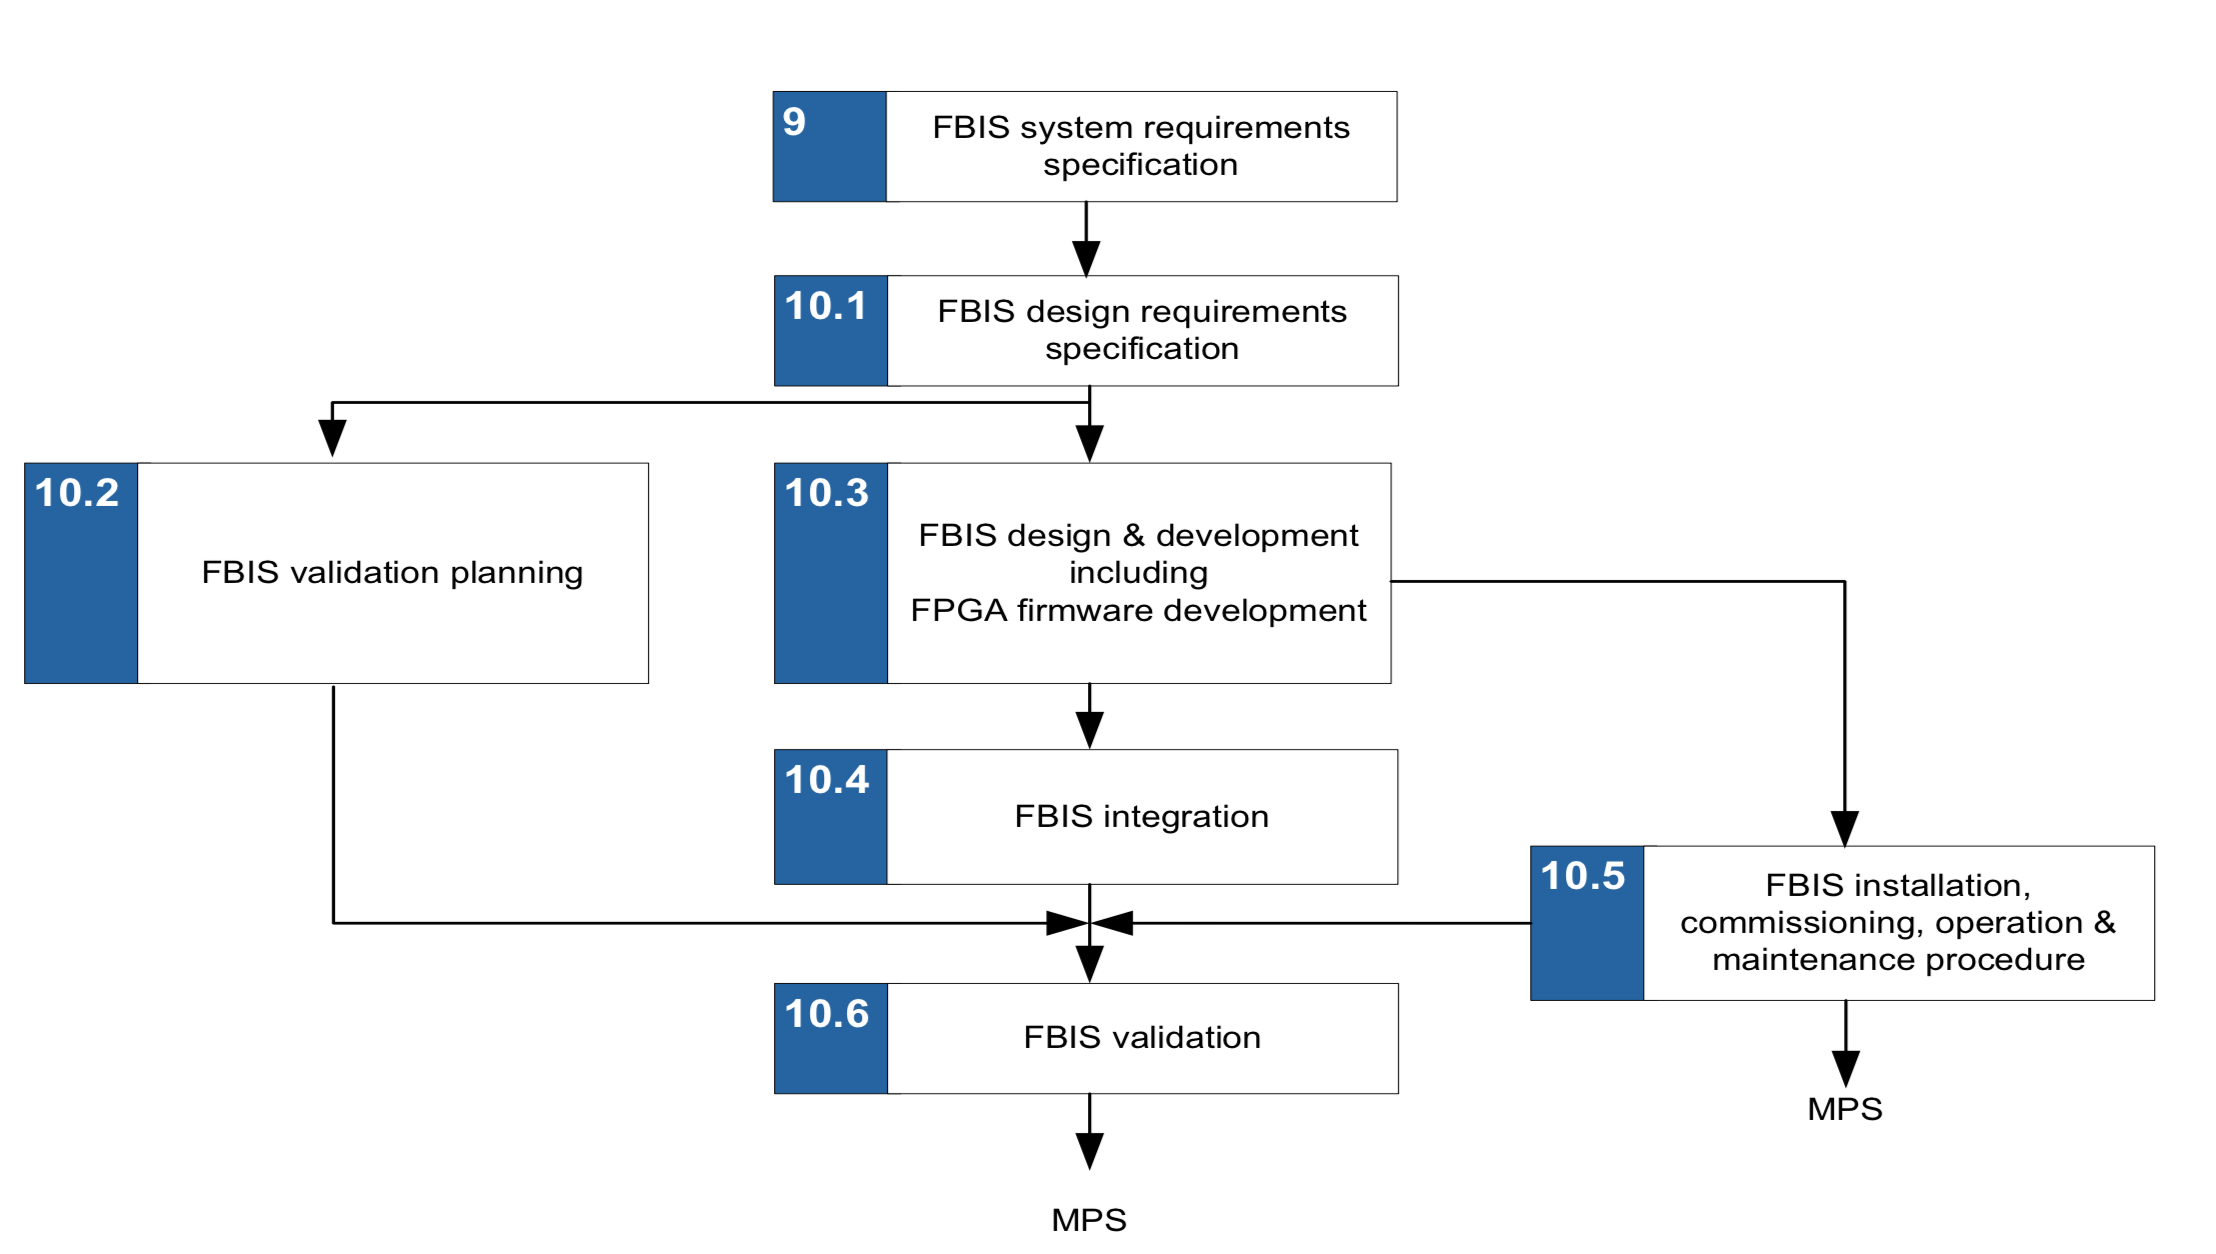 9
FBIS system requirements
specification
10.1
FBIS design requirements
specification
10.2
FBIS validation planning
10.3
FBIS design & development
including
FPGA firmware development
10.4
FBIS integration
10.5
FBIS installation,
commissioning, operation &
maintenance procedure
10.6
FBIS validation
MPS
MPS